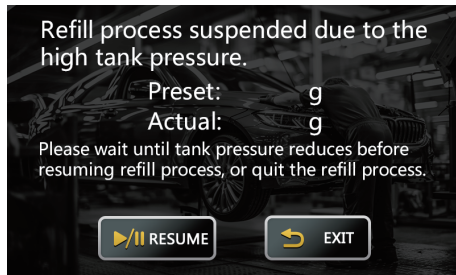 Refill process suspended due to the
high tank pressure.
Preset: g
Actual: g
Please wait until tank pressure reduces before
resuming refill process, or quit the refill process.
RESUME
EXIT